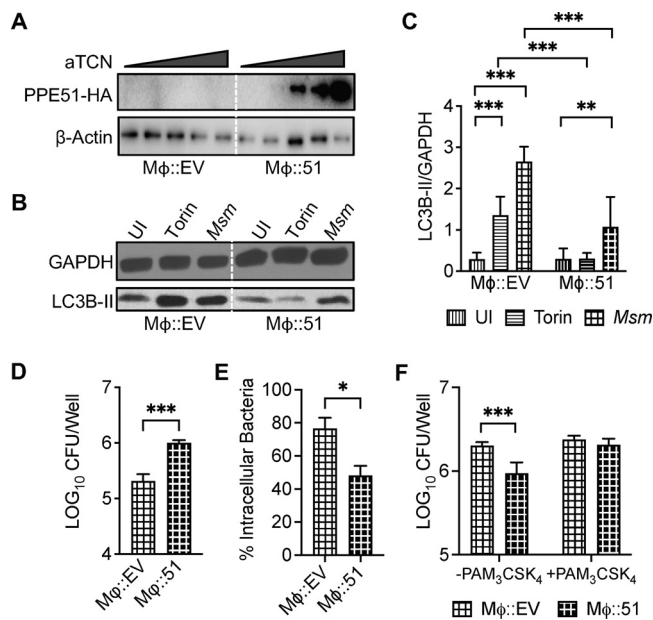 A
aTCN
PPE51-HA
β-Actin
Mϕ::EV Mϕ::51
B
UI Torin Msm UI Torin Msm
GAPDH
LC3B-II
Mϕ::EV Mϕ::51
C
***
***
***
*** **
LC3B-II/GAPDH
4
3
2
1
0
Mϕ::EV Mϕ::51
UI Torin Msm
D
***
LOG10 CFU/Well
7
6
5
4
Mϕ::EV Mϕ::51
E
*
% Intracellular Bacteria
100
80
60
40
20
0
Mϕ::EV Mϕ::51
F
***
LOG10 CFU/Well
7
6
5
-PAM3CSK4 +PAM3CSK4
Mϕ::EV Mϕ::51